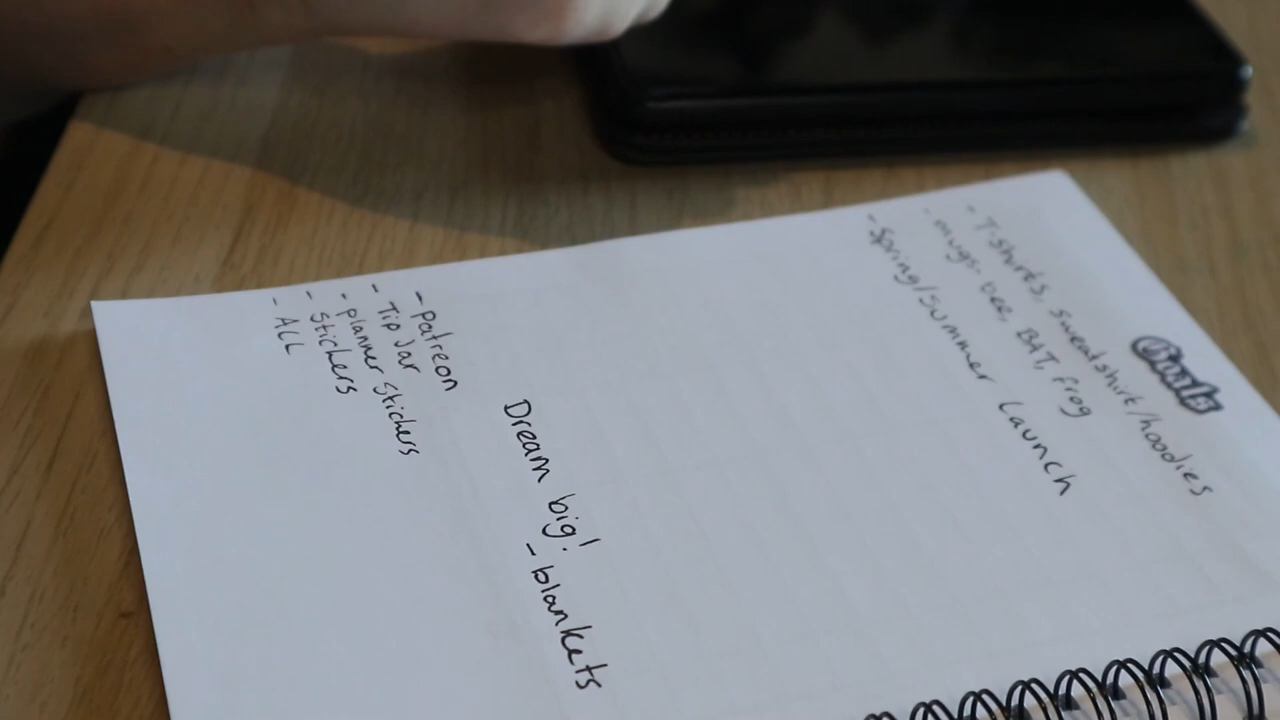 Goals
- T-shirts, sweatshirt/hoodies
- mugs- bee, BAT, frog
- Spring/Summer Launch
Dream big!
- blankets
- Patreon
- Tip Jar
- planner stickers
- Stickers
- ALL